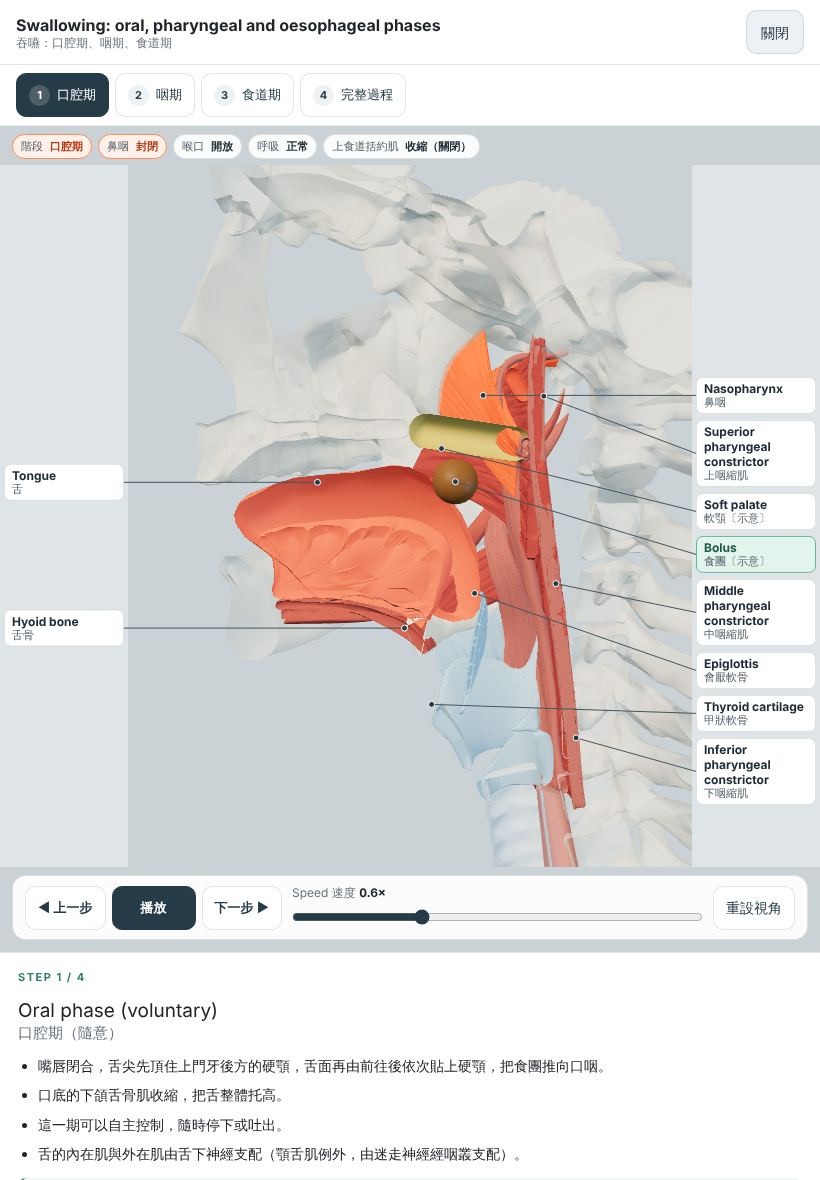 Swallowing: oral, pharyngeal and oesophageal phases
吞嚥：口腔期、咽期、食道期
關閉
1 口腔期
2 咽期
3 食道期
4 完整過程
階段 口腔期
鼻咽 封閉
喉口 開放
呼吸 正常
上食道括約肌 收縮（關閉）
Nasopharynx
鼻咽
Superior
pharyngeal
constrictor
上咽縮肌
Tongue
舌
Soft palate
軟顎〔示意〕
Bolus
食團〔示意〕
Middle
pharyngeal
constrictor
中咽縮肌
Hyoid bone
舌骨
Epiglottis
會厭軟骨
Thyroid cartilage
甲狀軟骨
Inferior
pharyngeal
constrictor
下咽縮肌
◀ 上一步
播放
下一步 ▶
Speed 速度 0.6×
重設視角
STEP 1 / 4
Oral phase (voluntary)
口腔期（隨意）
嘴唇閉合，舌尖先頂住上門牙後方的硬顎，舌面再由前往後依次貼上硬顎，把食團推向口咽。
口底的下頜舌骨肌收縮，把舌整體托高。
這一期可以自主控制，隨時停下或吐出。
舌的內在肌與外在肌由舌下神經支配（顎舌肌例外，由迷走神經經咽叢支配）。